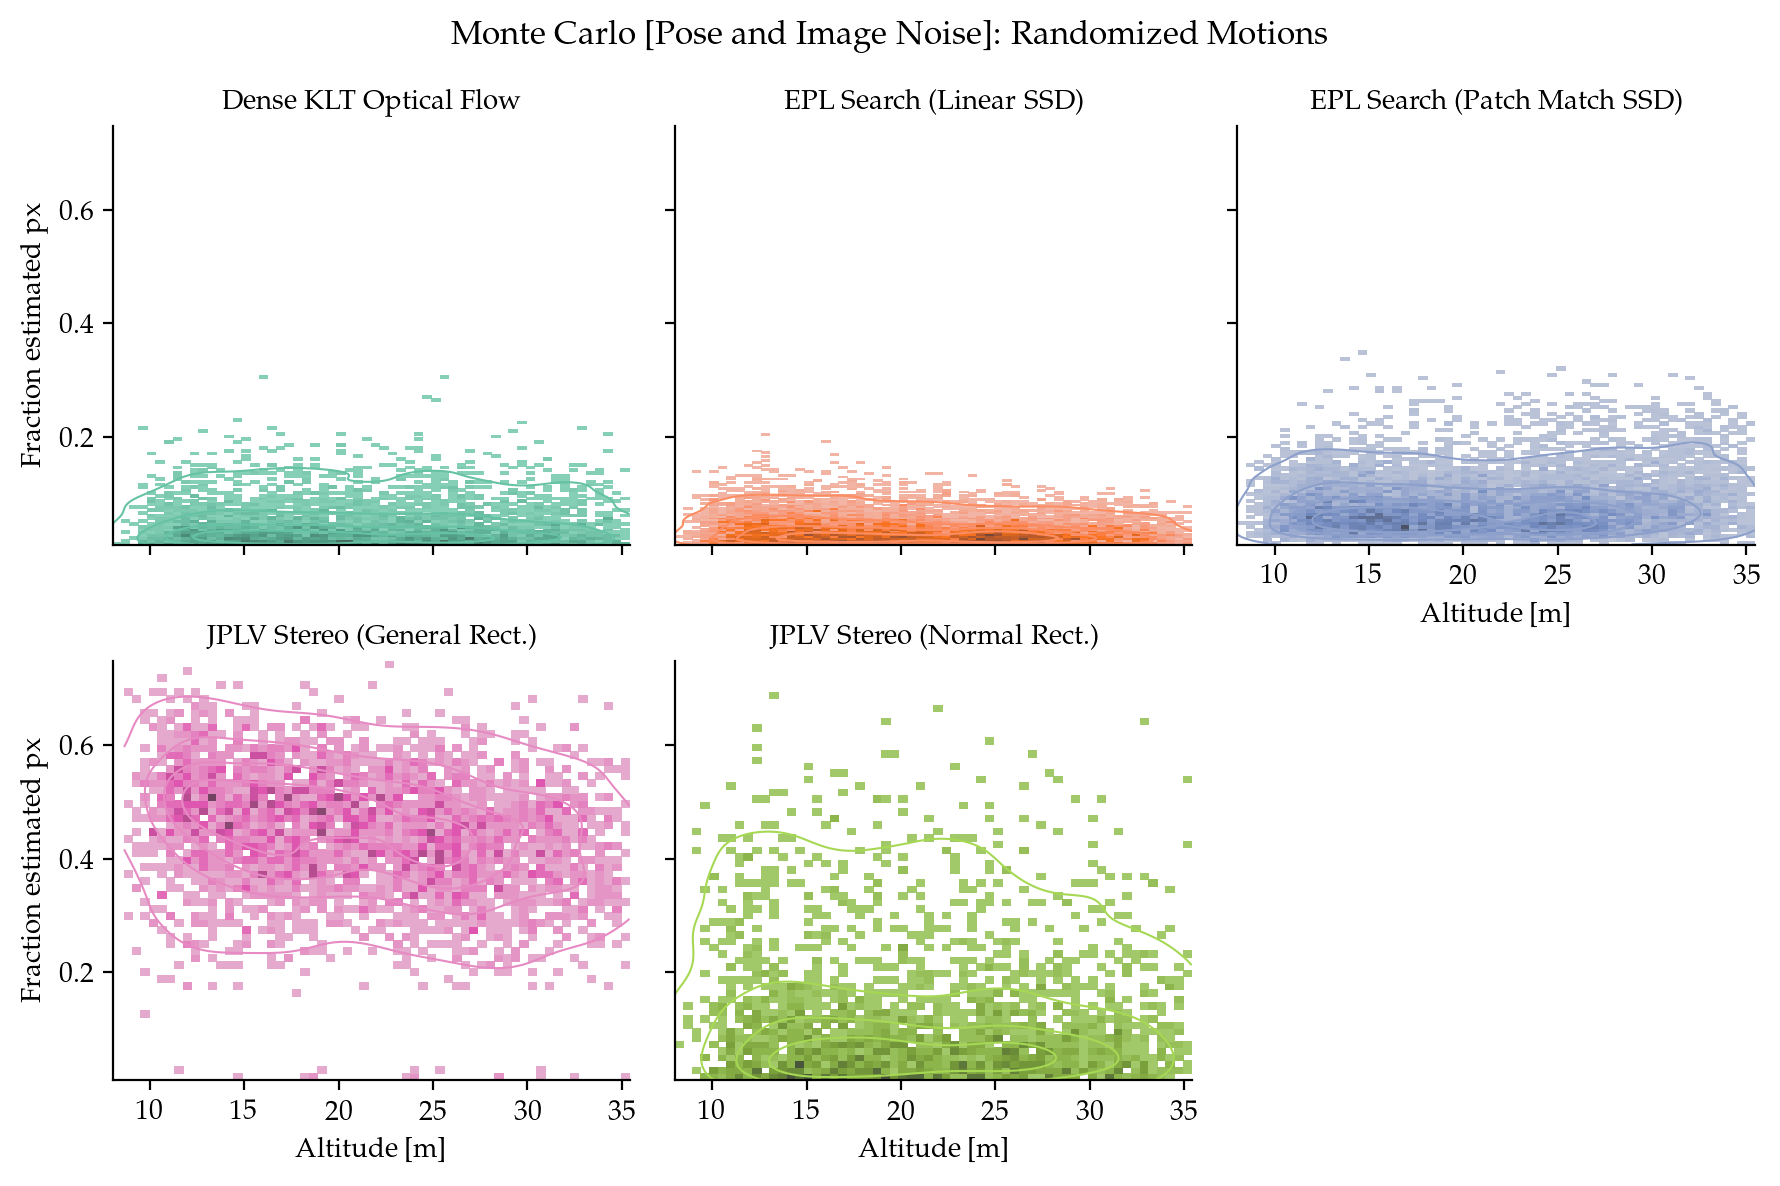 Monte Carlo [Pose and Image Noise]: Randomized Motions
Dense KLT Optical Flow
EPL Search (Linear SSD)
EPL Search (Patch Match SSD)
Fraction estimated px
0.6
0.4
0.2
10 15 20 25 30 35
Altitude [m]
JPLV Stereo (General Rect.)
JPLV Stereo (Normal Rect.)
Fraction estimated px
0.6
0.4
0.2
10 15 20 25 30 35
10 15 20 25 30 35
Altitude [m]
Altitude [m]